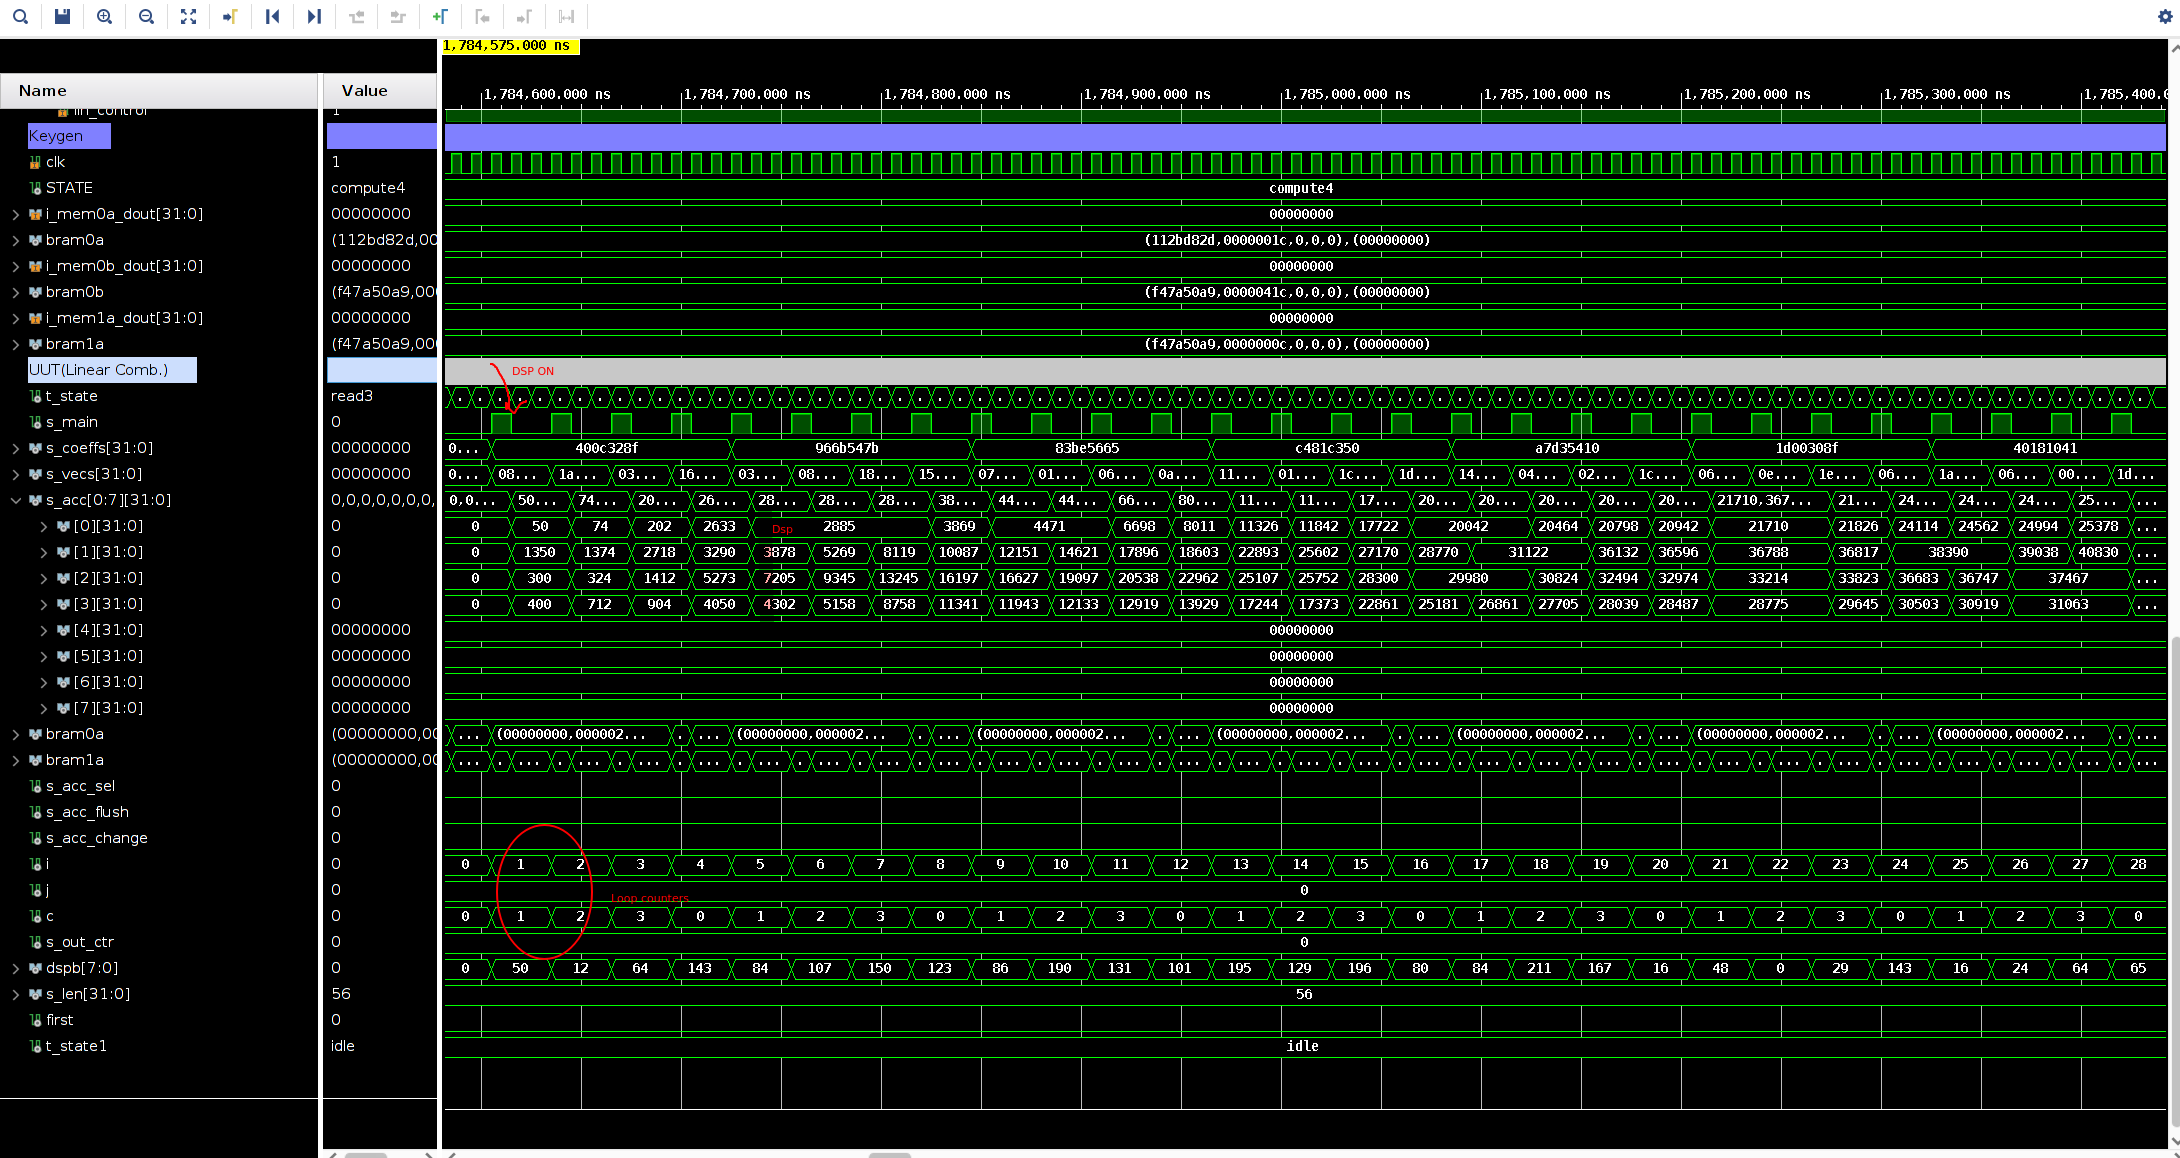 1,784,575.000 ns
Name Value
1,784,600.000 ns 1,784,700.000 ns 1,784,800.000 ns 1,784,900.000 ns 1,785,000.000 ns 1,785,100.000 ns 1,785,200.000 ns 1,785,300.000 ns 1,785,400.0
lin_control 1
Keygen
clk 1
STATE compute4 compute4
i_mem0a_dout[31:0] 00000000 00000000
bram0a (112bd82d,00 (112bd82d,0000001c,0,0,0),(00000000)
i_mem0b_dout[31:0] 00000000 00000000
bram0b (f47a50a9,00 (f47a50a9,0000041c,0,0,0),(00000000)
i_mem1a_dout[31:0] 00000000 00000000
bram1a (f47a50a9,00 (f47a50a9,0000000c,0,0,0),(00000000)
UUT(Linear Comb.) DSP ON
t_state read3
s_main 0
s_coeffs[31:0] 00000000 0... 400c328f 966b547b 83be5665 c481c350 a7d35410 1d00308f 40181041
s_vecs[31:0] 00000000 0... 08... 1a... 03... 16... 03... 08... 18... 15... 07... 01... 06... 0a... 11... 01... 1c... 1d... 14... 04... 02... 1c... 06... 0e... 1e... 06... 1a... 06... 00... 1d...
s_acc[0:7][31:0] 0,0,0,0,0,0,0, 0,0... 50... 74... 20... 26... 28... 28... 28... 38... 44... 44... 66... 80... 11... 11... 17... 20... 20... 20... 20... 20... 21710,367... 21... 24... 24... 24... 25... ...
[0][31:0] 0 0 50 74 202 2633 Dsp 2885 3869 4471 6698 8011 11326 11842 17722 20042 20464 20798 20942 21710 21826 24114 24562 24994 25378 ...
[1][31:0] 0 0 1350 1374 2718 3290 3878 5269 8119 10087 12151 14621 17896 18603 22893 25602 27170 28770 31122 36132 36596 36788 36817 38390 39038 40830 ...
[2][31:0] 0 0 300 324 1412 5273 7205 9345 13245 16197 16627 19097 20538 22962 25107 25752 28300 29980 30824 32494 32974 33214 33823 36683 36747 37467 ...
[3][31:0] 0 0 400 712 904 4050 4302 5158 8758 11341 11943 12133 12919 13929 17244 17373 22861 25181 26861 27705 28039 28487 28775 29645 30503 30919 31063 ...
[4][31:0] 00000000 00000000
[5][31:0] 00000000 00000000
[6][31:0] 00000000 00000000
[7][31:0] 00000000 00000000
bram0a (00000000,00 ... (00000000,000002... . ... (00000000,000002... . ... (00000000,000002... . ... (00000000,000002... . ... (00000000,000002... . ... (00000000,000002... . ... (00000000,000002... . ...
bram1a (00000000,00
s_acc_sel 0
s_acc_flush 0
s_acc_change 0
i 0 0 1 2 3 4 5 6 7 8 9 10 11 12 13 14 15 16 17 18 19 20 21 22 23 24 25 26 27 28
j 0 0
Loop counters
c 0 0 1 2 3 0 1 2 3 0 1 2 3 0 1 2 3 0 1 2 3 0 1 2 3 0 1 2 3 0
s_out_ctr 0 0
dspb[7:0] 0 0 50 12 64 143 84 107 150 123 86 190 131 101 195 129 196 80 84 211 167 16 48 0 29 143 16 24 64 65
s_len[31:0] 56 56
first 0
t_state1 idle idle